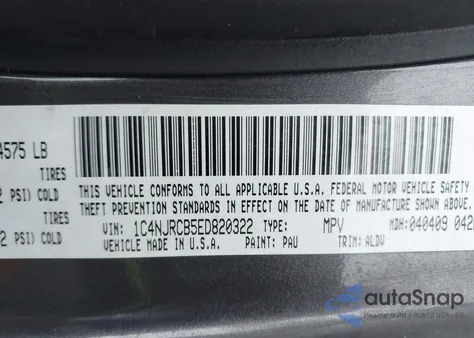 4575 LB
TIRES
PSI) COLD
TIRES
2 PSI) COLD
THIS VEHICLE CONFORMS TO ALL APPLICABLE U.S.A. FEDERAL MOTOR VEHICLE SAFETY
THEFT PREVENTION STANDARDS IN EFFECT ON THE DATE OF MANUFACTURE SHOWN ABOVE.
VIN: 1C4NJRCB5ED820322 TYPE: MPV MDH: 040409 042
VEHICLE MADE IN U.S.A. PAINT: PAU TRIM: ALDV
autoSnap